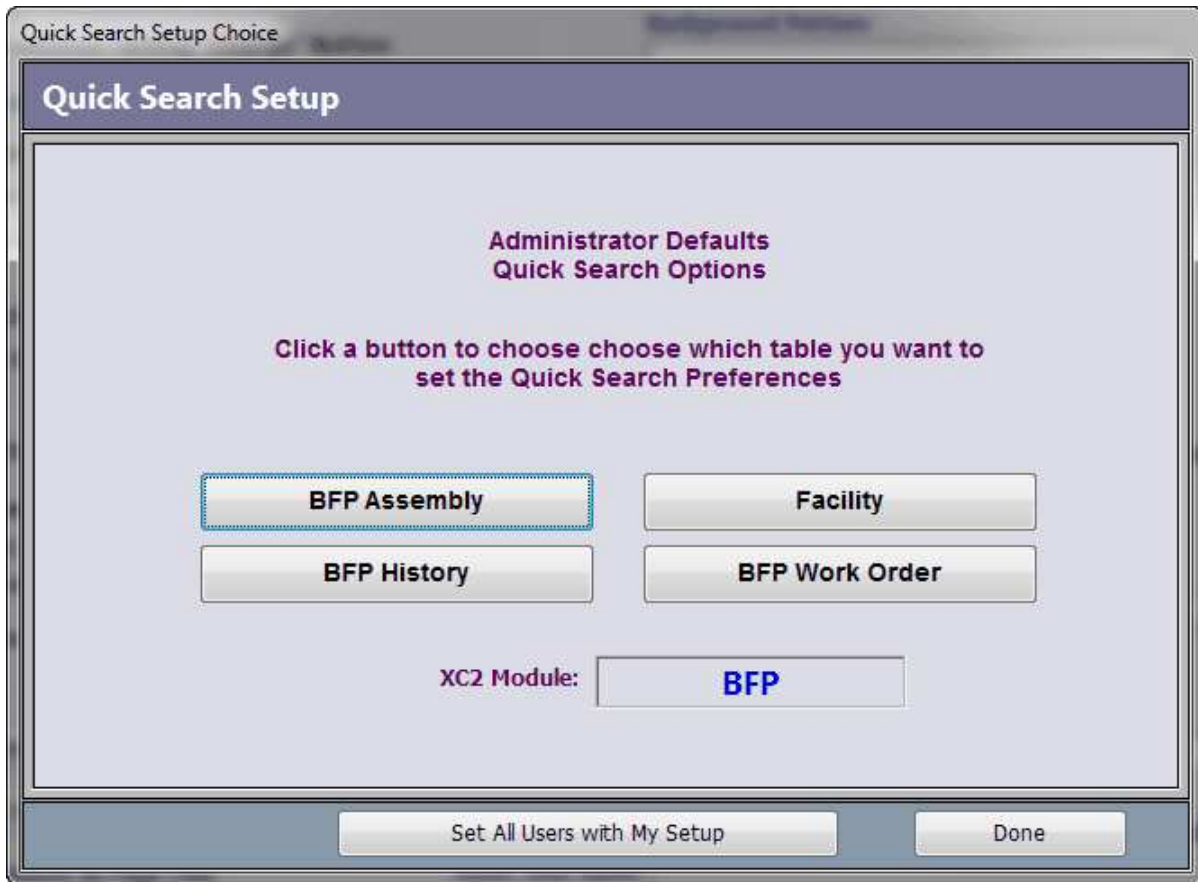 Quick Search Setup Choice
Quick Search Setup
Administrator Defaults
Quick Search Options
Click a button to choose choose which table you want to
set the Quick Search Preferences
BFP Assembly
Facility
BFP History
BFP Work Order
XC2 Module:
BFP
Set All Users with My Setup
Done